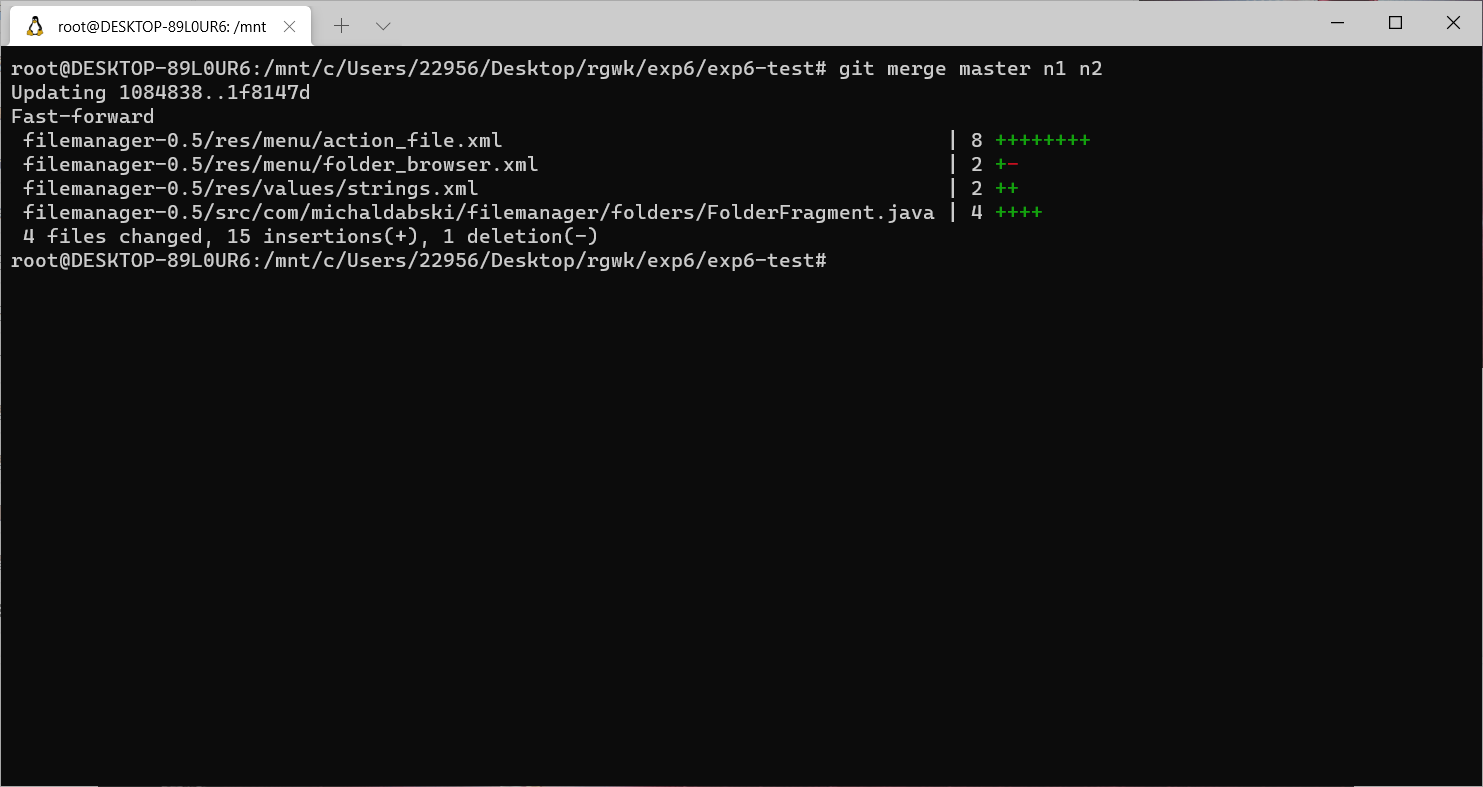 root@DESKTOP-89L0UR6: /mnt
root@DESKTOP-89L0UR6:/mnt/c/Users/22956/Desktop/rgwk/exp6/exp6-test# git merge master n1 n2
Updating 1084838..1f8147d
Fast-forward
 filemanager-0.5/res/menu/action_file.xml                                     | 8 ++++++++
 filemanager-0.5/res/menu/folder_browser.xml                                  | 2 +-
 filemanager-0.5/res/values/strings.xml                                       | 2 ++
 filemanager-0.5/src/com/michaldabski/filemanager/folders/FolderFragment.java | 4 ++++
 4 files changed, 15 insertions(+), 1 deletion(-)
root@DESKTOP-89L0UR6:/mnt/c/Users/22956/Desktop/rgwk/exp6/exp6-test#